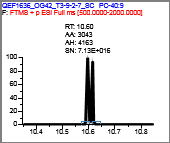 QEF1636_OG42_T3-9-2-7_SC PC-40:9
F: FTMS + p ESI Full ms [500.0000-2000.0000]
RT: 10.60
AA: 3043
AH: 4163
SN: 7.13E+016
100
80
60
40
20
0
10.4 10.5 10.6 10.7 10.8